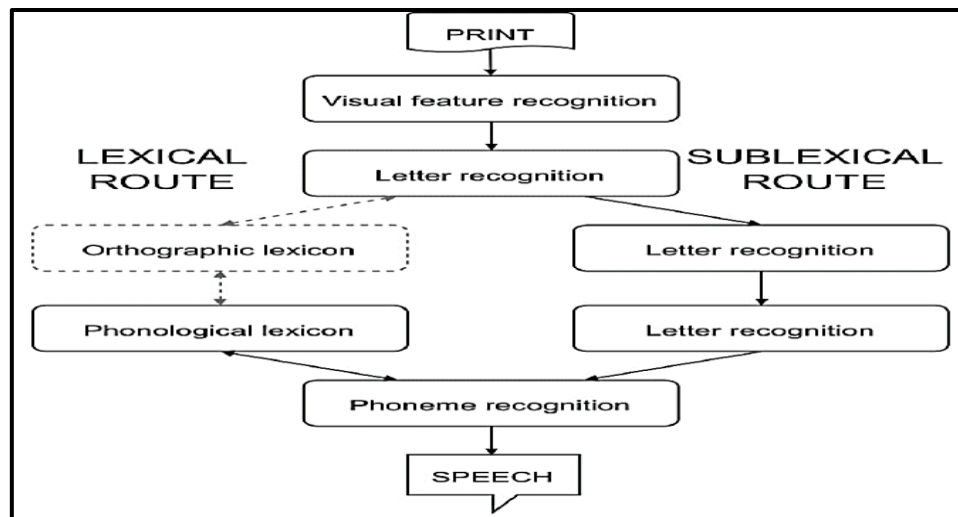 PRINT
Visual feature recognition
LEXICAL
ROUTE
SUBLEXICAL
ROUTE
Letter recognition
Orthographic lexicon
Letter recognition
Phonological lexicon
Letter recognition
Phoneme recognition
SPEECH